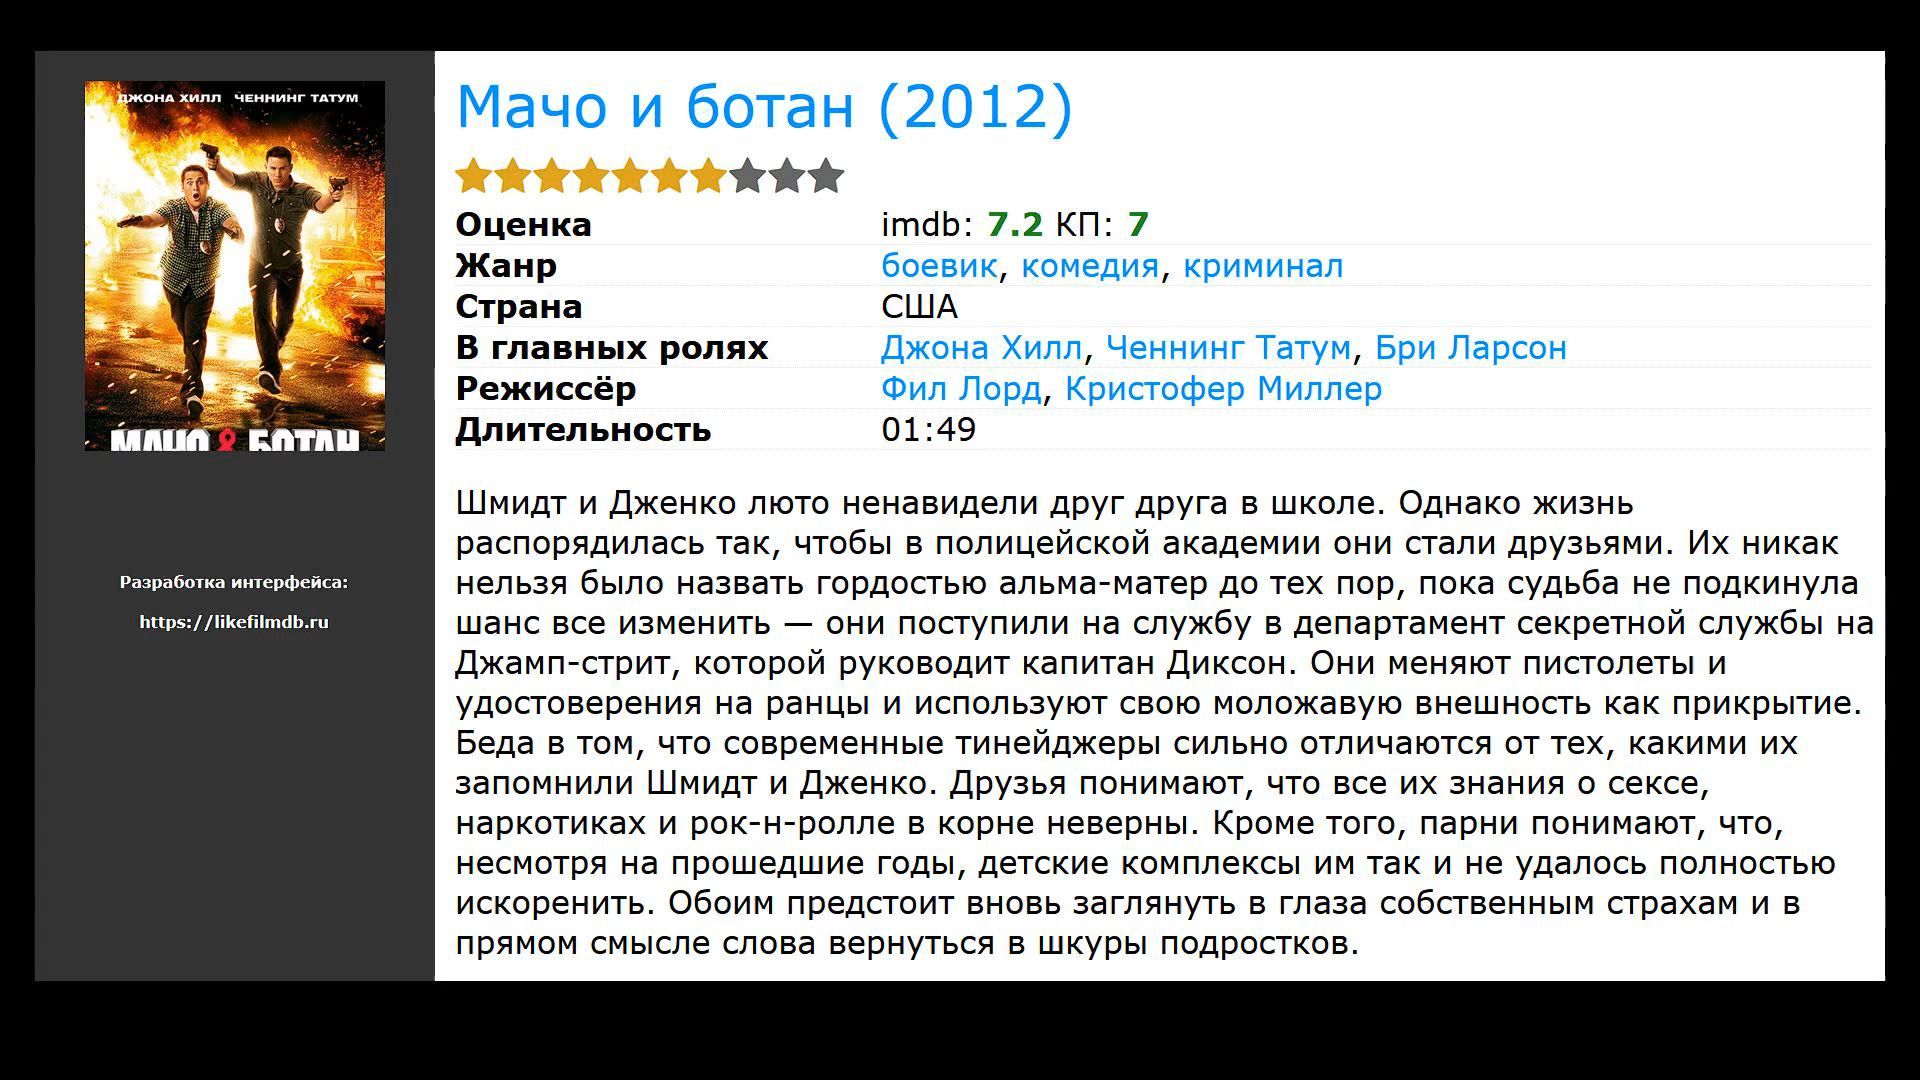 ДЖОНА ХИЛЛ ЧЕННИНГ ТАТУМ
МАЧО & БОТАН
Разработка интерфейса:
https://likefilmdb.ru
Мачо и ботан (2012)
Оценка imdb: 7.2 КП: 7
Жанр боевик, комедия, криминал
Страна США
В главных ролях Джона Хилл, Ченнинг Татум, Бри Ларсон
Режиссёр Фил Лорд, Кристофер Миллер
Длительность 01:49
Шмидт и Дженко люто ненавидели друг друга в школе. Однако жизнь
распорядилась так, чтобы в полицейской академии они стали друзьями. Их никак
нельзя было назвать гордостью альма-матер до тех пор, пока судьба не подкинула
шанс все изменить — они поступили на службу в департамент секретной службы на
Джамп-стрит, которой руководит капитан Диксон. Они меняют пистолеты и
удостоверения на ранцы и используют свою моложавую внешность как прикрытие.
Беда в том, что современные тинейджеры сильно отличаются от тех, какими их
запомнили Шмидт и Дженко. Друзья понимают, что все их знания о сексе,
наркотиках и рок-н-ролле в корне неверны. Кроме того, парни понимают, что,
несмотря на прошедшие годы, детские комплексы им так и не удалось полностью
искоренить. Обоим предстоит вновь заглянуть в глаза собственным страхам и в
прямом смысле слова вернуться в шкуры подростков.